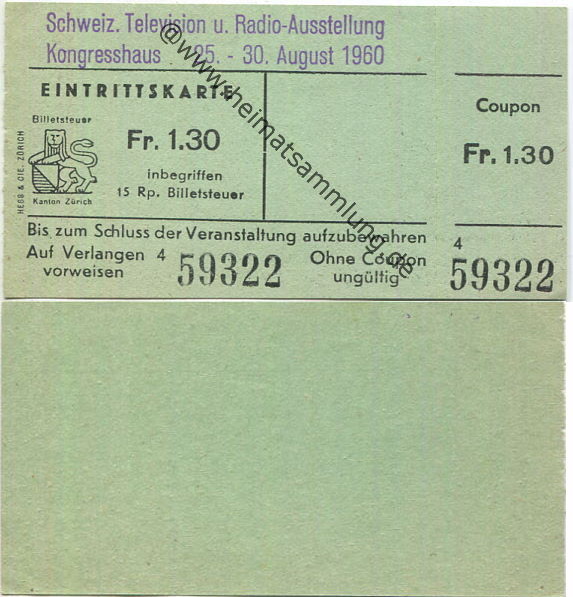 Schweiz. Television u. Radio-Ausstellung
Kongresshaus 25. - 30. August 1960
EINTRITTSKARTE
Billetsteuer
Kanton Zürich
HESS & CIE. ZÜRICH
Fr. 1.30
inbegriffen
15 Rp. Billetsteuer
Bis zum Schluss der Veranstaltung aufzubewahren
Auf Verlangen
vorweisen
4
59322
Ohne Coupon
ungültig
Coupon
Fr. 1.30
4
59322
@www.heimatsammlung.de